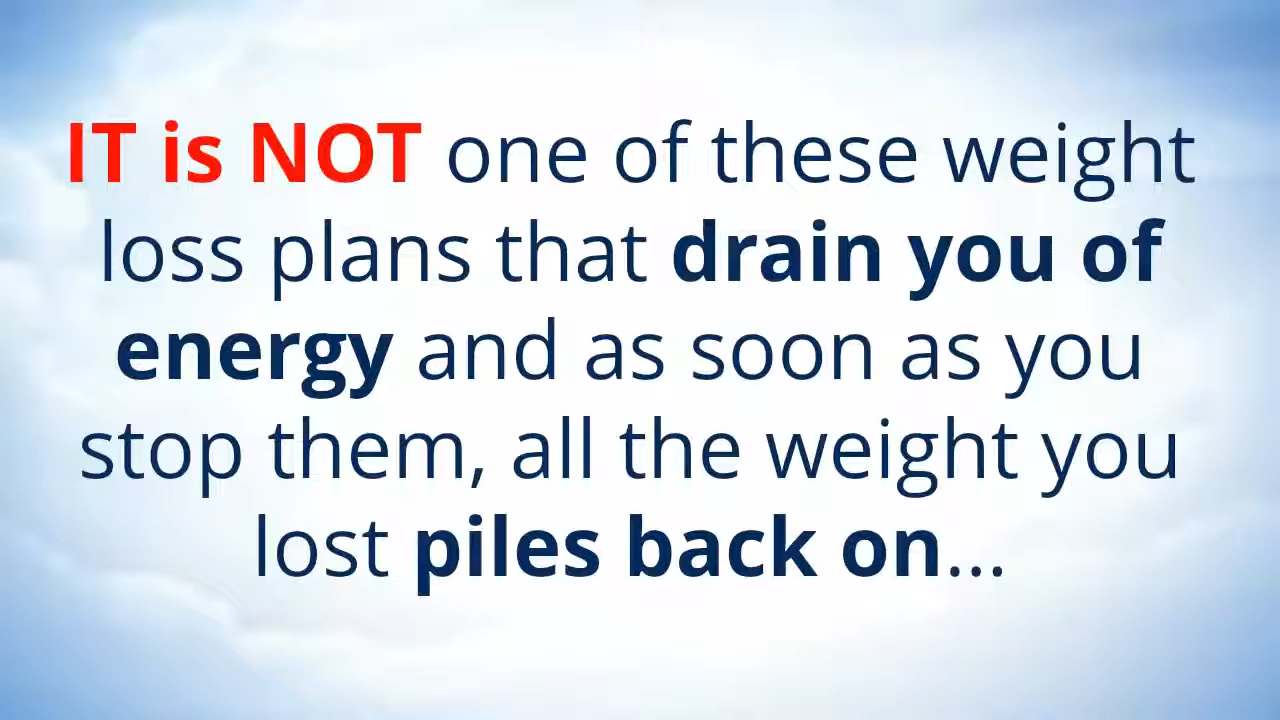 IT is NOT one of these weight
loss plans that drain you of
energy and as soon as you
stop them, all the weight you
lost piles back on...